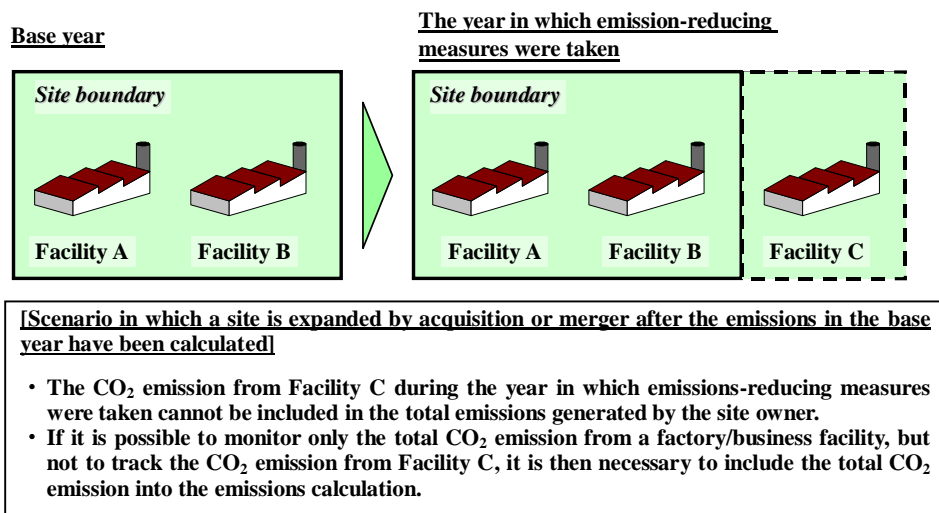 Base year
The year in which emission-reducing
measures were taken
Site boundary
Facility A
Facility B
Site boundary
Facility A
Facility B
Facility C
[Scenario in which a site is expanded by acquisition or merger after the emissions in the base
year have been calculated]
・ The CO₂ emission from Facility C during the year in which emissions-reducing measures
were taken cannot be included in the total emissions generated by the site owner.
・ If it is possible to monitor only the total CO₂ emission from a factory/business facility, but
not to track the CO₂ emission from Facility C, it is then necessary to include the total CO₂
emission into the emissions calculation.